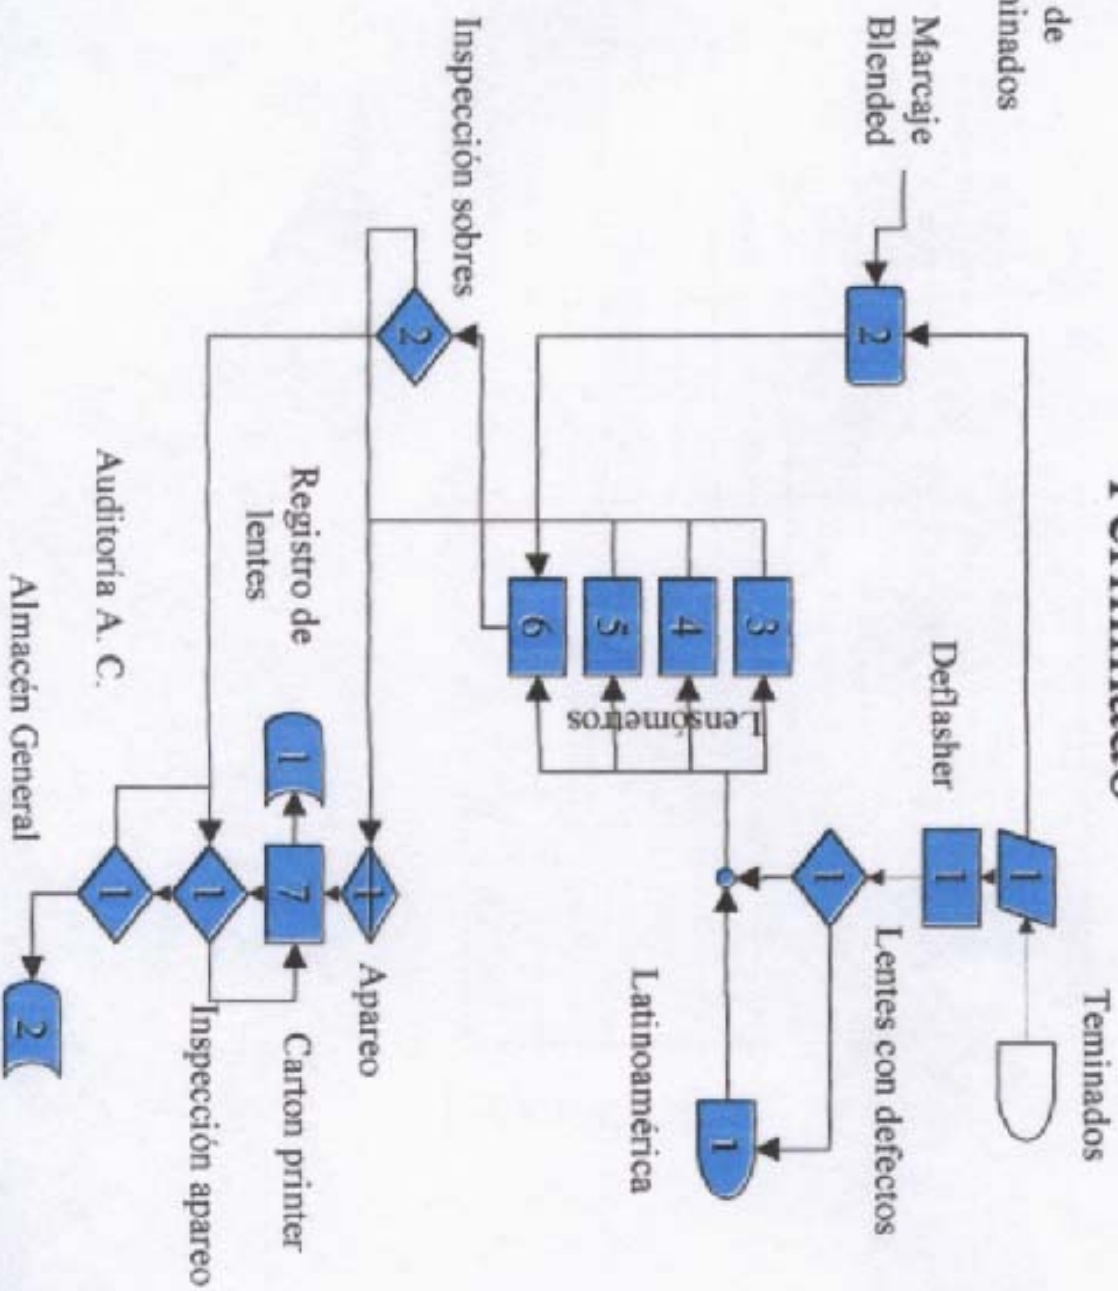 de
Teminados
1
Deflasher
1
Marcaje
Blended
2
Lentes con defectos
1
Latinoamérica
1
Lensómetros
3
4
5
6
Inspección sobres
2
Apareo
1
Registro de
lentes
1
7
Carton printer
1
Inspección apareo
Auditoría A. C.
1
Almacén General
2